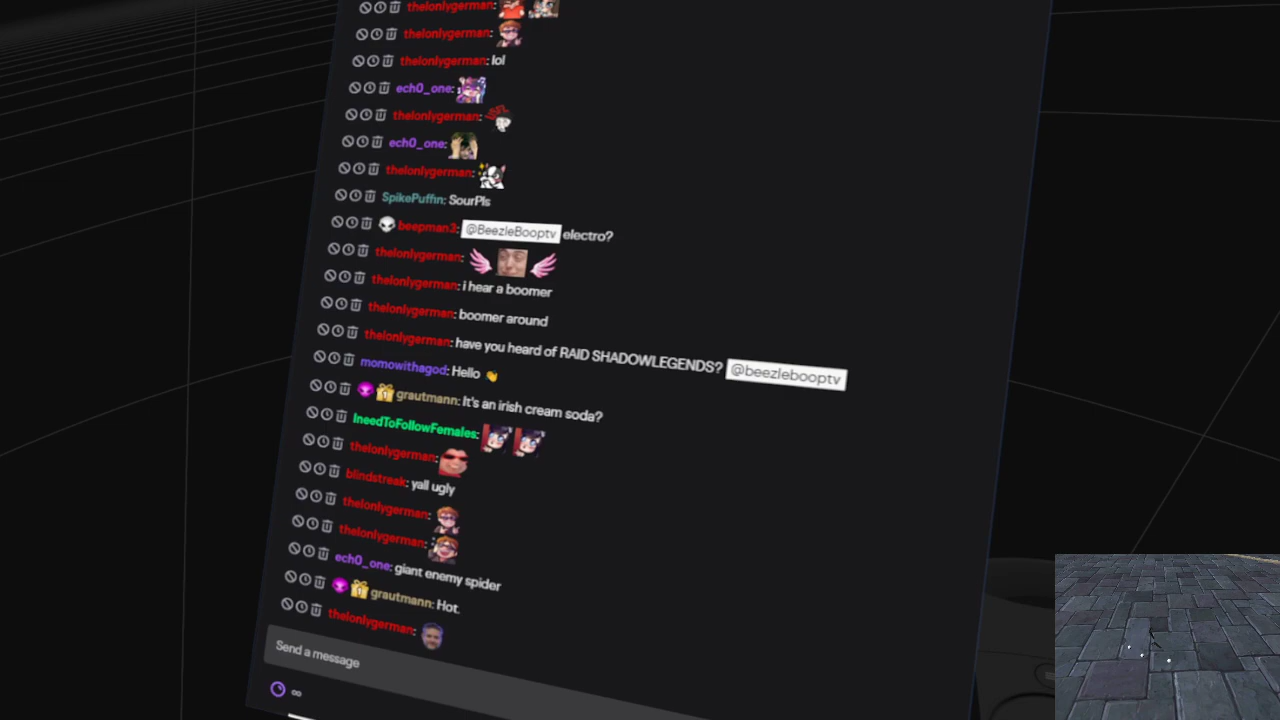 thelonlygerman:
thelonlygerman:
thelonlygerman: lol
ech0_one:
thelonlygerman:
ech0_one:
thelonlygerman:
SpikePuffin: SourPls
beepman3: @BeezleBooptv electro?
thelonlygerman:
thelonlygerman: i hear a boomer
thelonlygerman: boomer around
thelonlygerman: have you heard of RAID SHADOWLEGENDS? @beezlebooptv
momowithagod: Hello
grautmann: It's an irish cream soda?
IneedToFollowFemales:
thelonlygerman:
blindstreak: yall ugly
thelonlygerman:
thelonlygerman:
ech0_one: giant enemy spider
grautmann: Hot.
thelonlygerman:
Send a message
∞